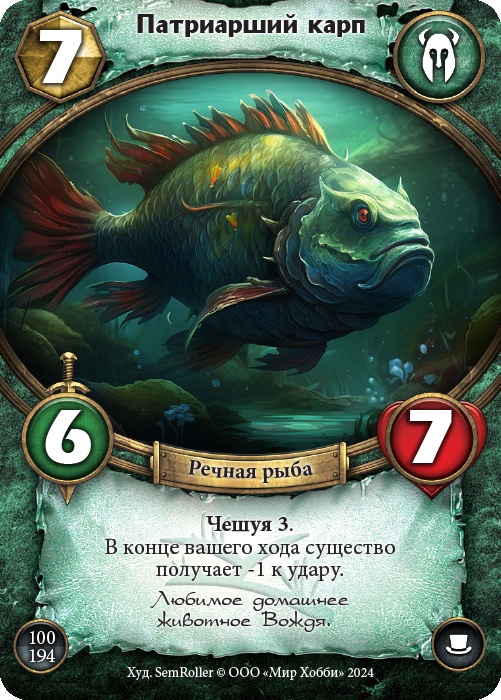 Патриарший карп
7
6
7
Речная рыба
Чешуя 3.
В конце вашего хода существо
получает -1 к удару.
Любимое домашнее
животное Вождя.
100
194
Худ. SemRoller © ООО «Мир Хобби» 2024